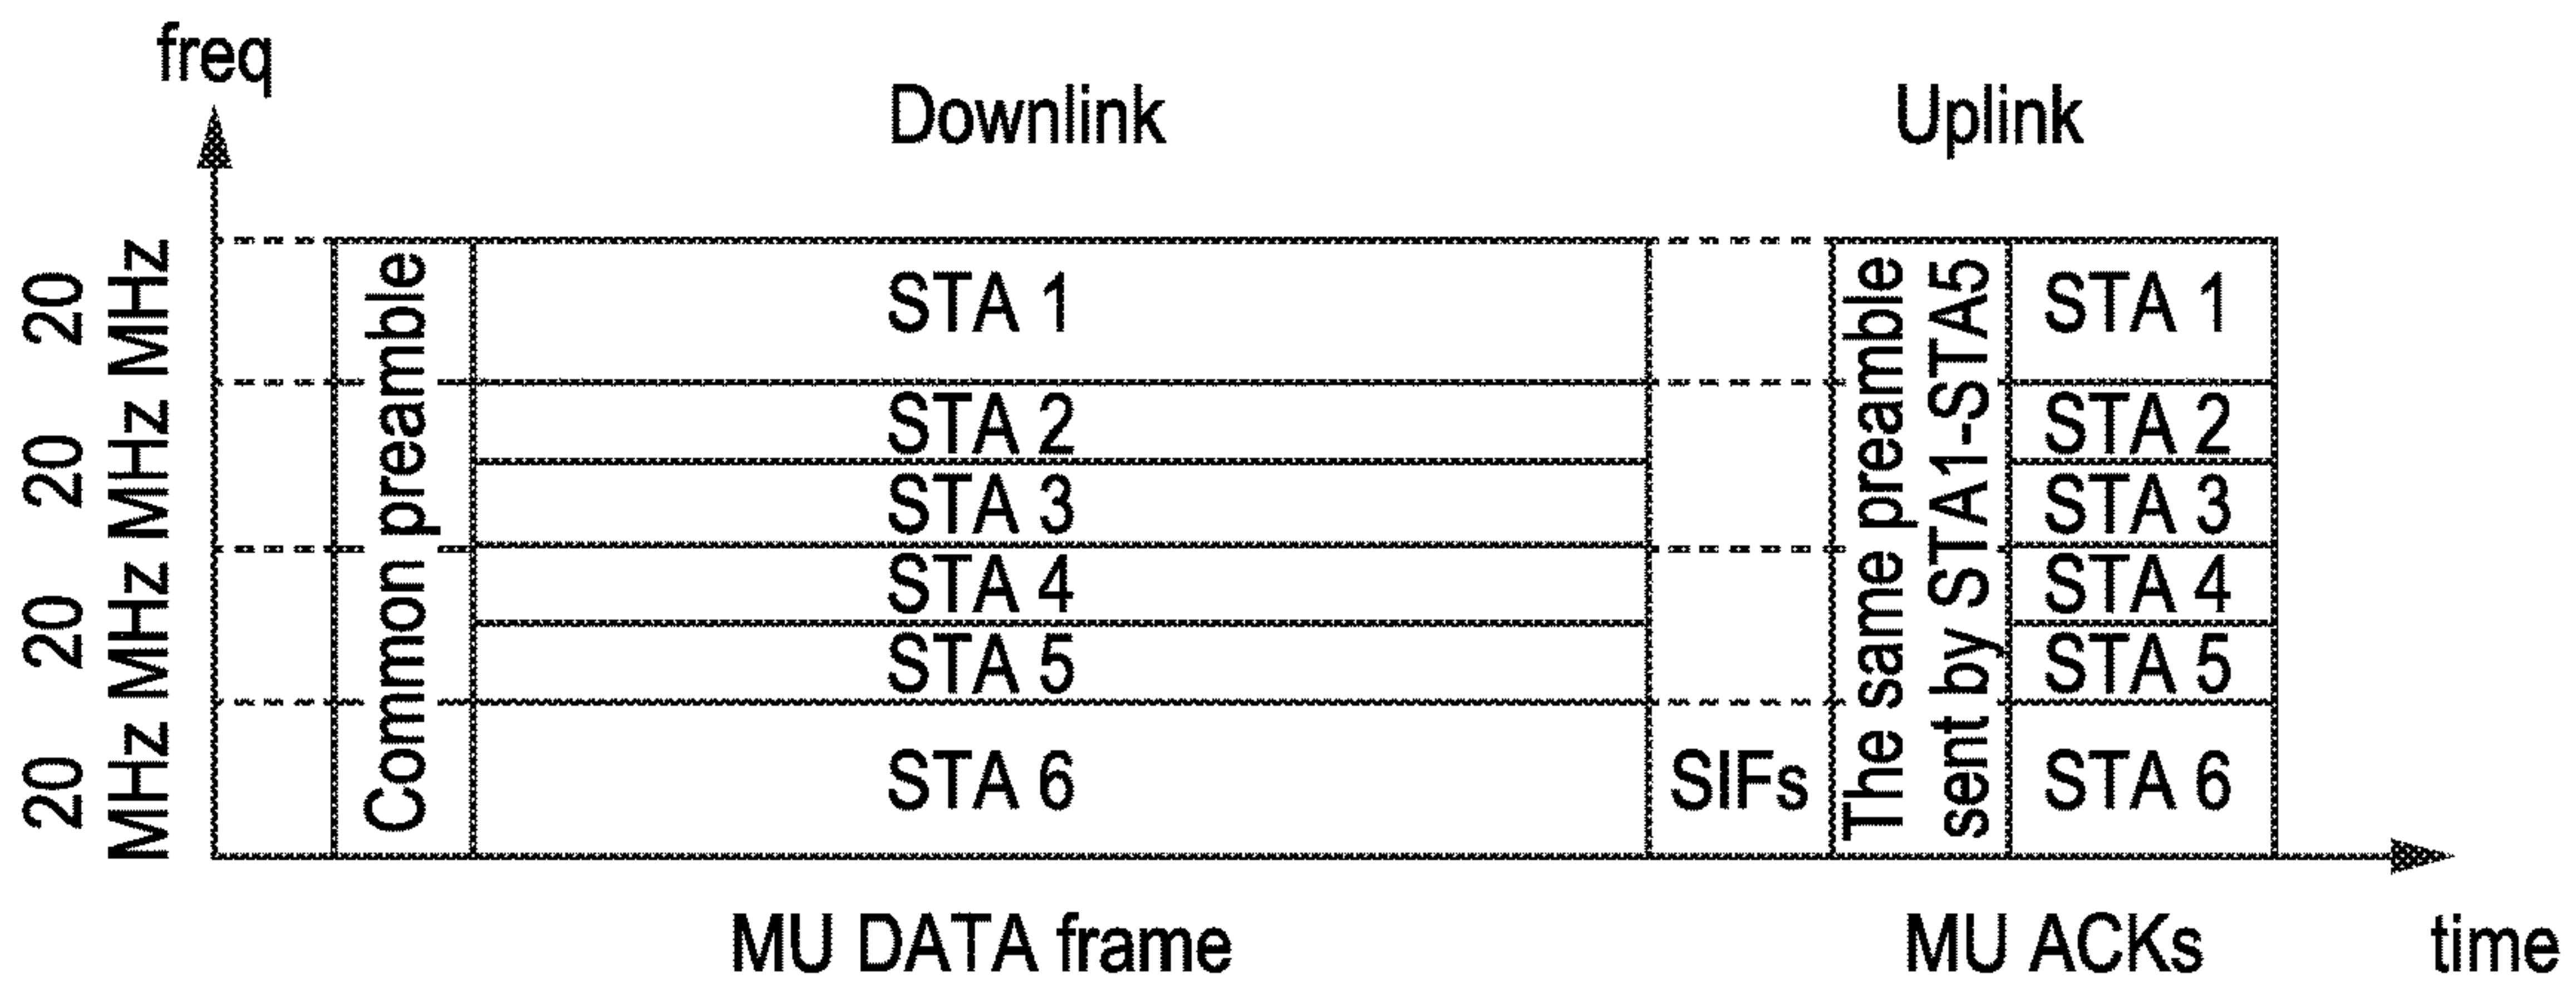 freq
Downlink
Uplink
20
MHz
20
MHz
20
MHz
20
MHz
Common preamble
STA 1
STA 2
STA 3
STA 4
STA 5
STA 6
SIFs
The same preamble
sent by STA1-STA5
STA 1
STA 2
STA 3
STA 4
STA 5
STA 6
MU DATA frame
MU ACKs
time